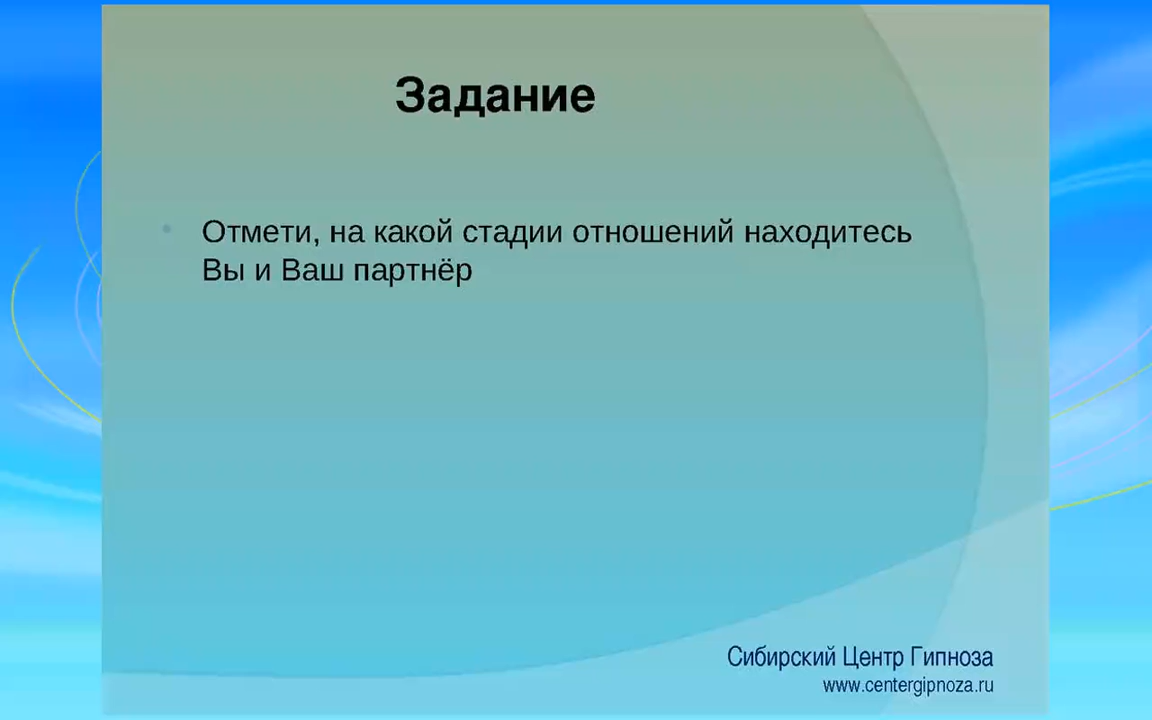 Задание
Отмети, на какой стадии отношений находитесь
Вы и Ваш партнёр
Сибирский Центр Гипноза
www.centergipnoza.ru